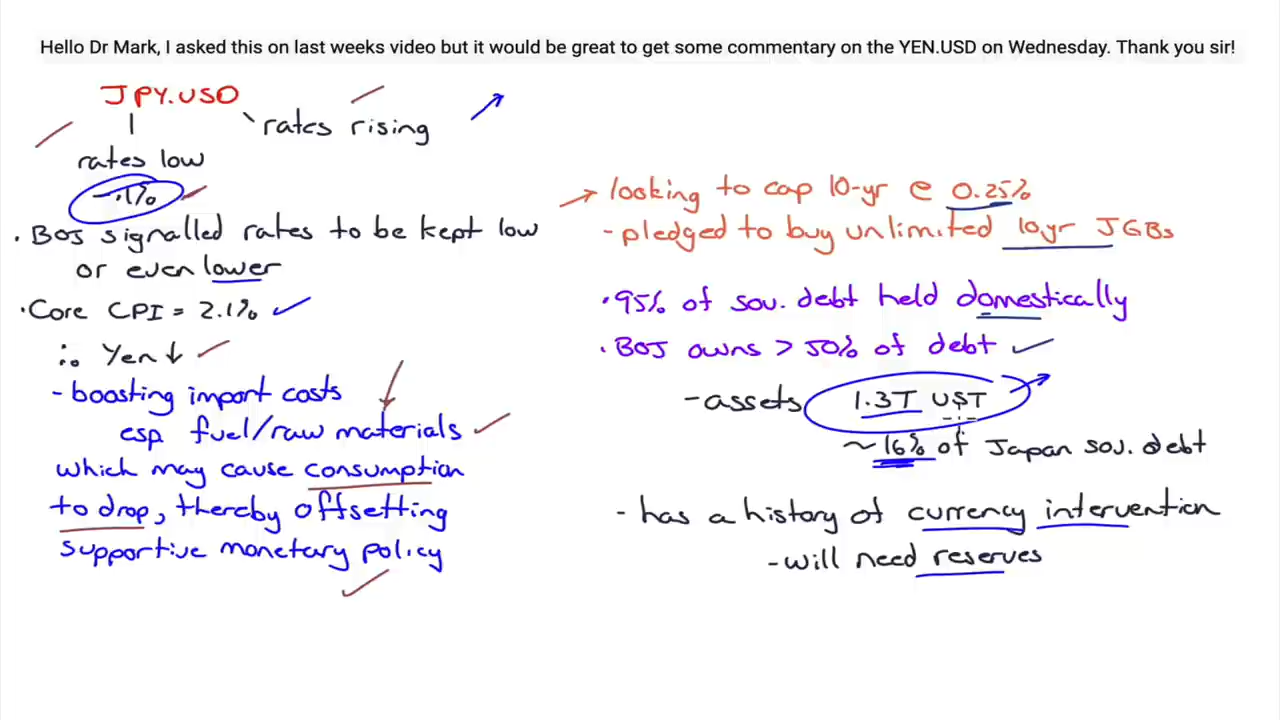 Hello Dr Mark, I asked this on last weeks video but it would be great to get some commentary on the YEN.USD on Wednesday. Thank you sir!
JPY.USD
rates rising
rates low
-.1%
• BOJ signalled rates to be kept low
or even lower
• Core CPI = 2.1%
∴ Yen↓
- boosting import costs
esp. fuel/raw materials
which may cause consumption
to drop, thereby offsetting
supportive monetary policy
looking to cap 10-yr @ 0.25%
- pledged to buy unlimited 10yr JGBs
• 95% of sov. debt held domestically
• BOJ owns > 50% of debt
- assets 1.3T UST
~16% of Japan sov. debt
- has a history of currency intervention
- will need reserves